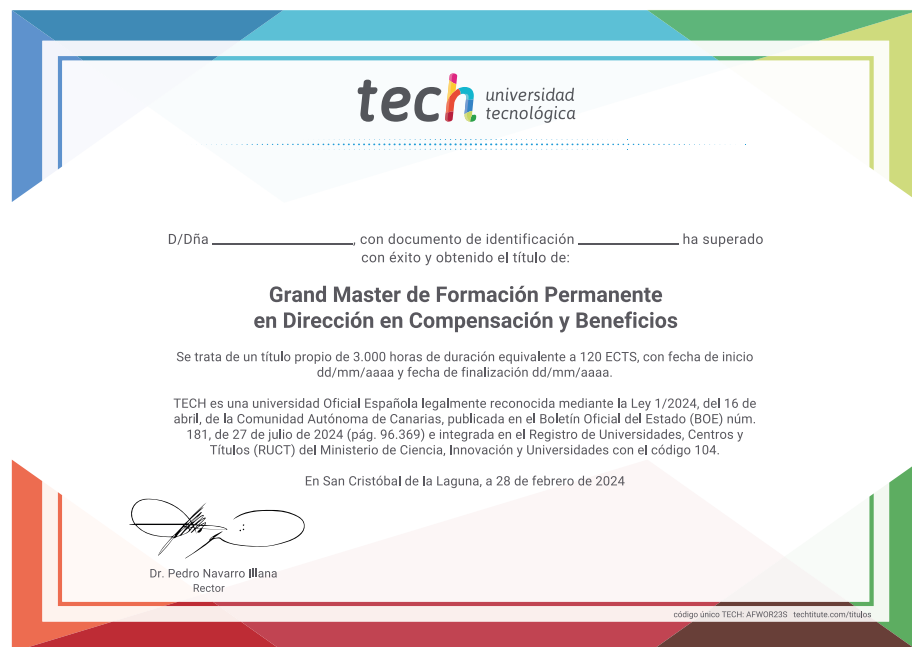 tech universidad
tecnológica
D/Dña ____________________, con documento de identificación ______________ ha superado
con éxito y obtenido el título de:
Grand Master de Formación Permanente
en Dirección en Compensación y Beneficios
Se trata de un título propio de 3.000 horas de duración equivalente a 120 ECTS, con fecha de inicio
dd/mm/aaaa y fecha de finalización dd/mm/aaaa.
TECH es una universidad Oficial Española legalmente reconocida mediante la Ley 1/2024, del 16 de
abril, de la Comunidad Autónoma de Canarias, publicada en el Boletín Oficial del Estado (BOE) núm.
181, de 27 de julio de 2024 (pág. 96.369) e integrada en el Registro de Universidades, Centros y
Títulos (RUCT) del Ministerio de Ciencia, Innovación y Universidades con el código 104.
En San Cristóbal de la Laguna, a 28 de febrero de 2024
Dr. Pedro Navarro Illana
Rector
código único TECH: AFWOR23S techtitute.com/titulos